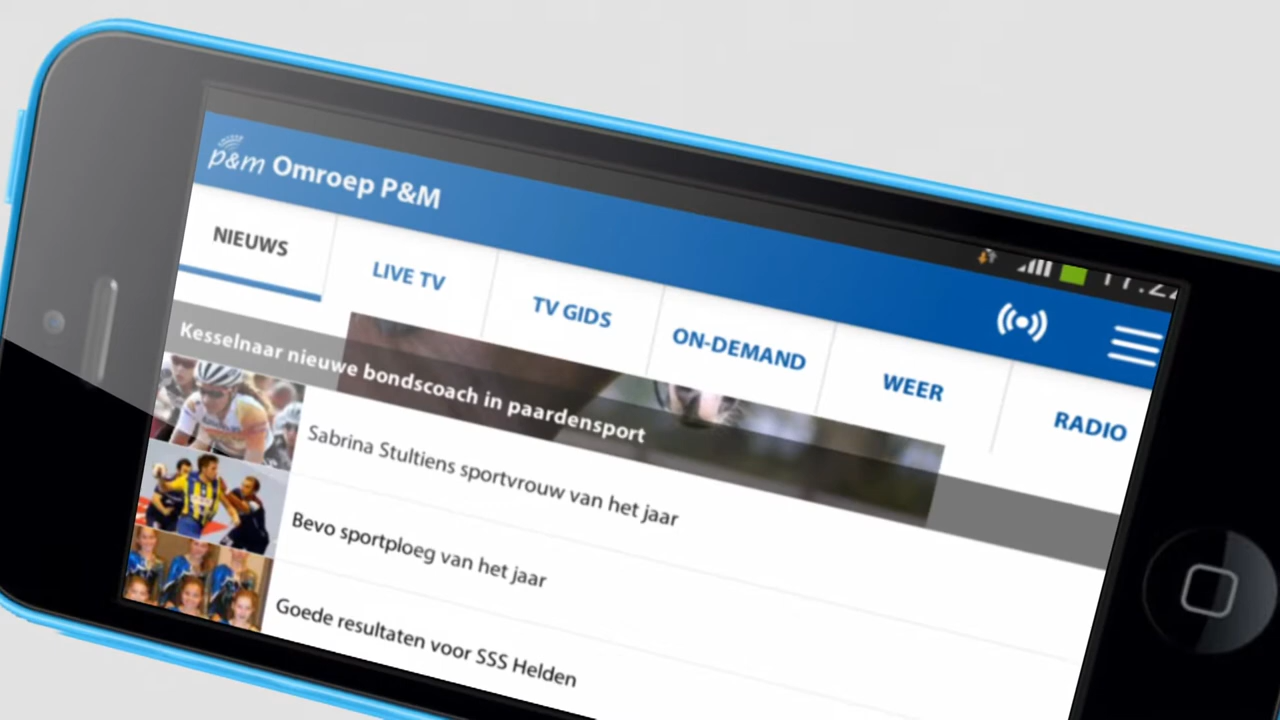 p&m Omroep P&M
NIEUWS
LIVE TV
TV GIDS
ON-DEMAND
WEER
RADIO
Kesselnaar nieuwe bondscoach in paardensport
Sabrina Stultiens sportvrouw van het jaar
Bevo sportploeg van het jaar
Goede resultaten voor SSS Helden